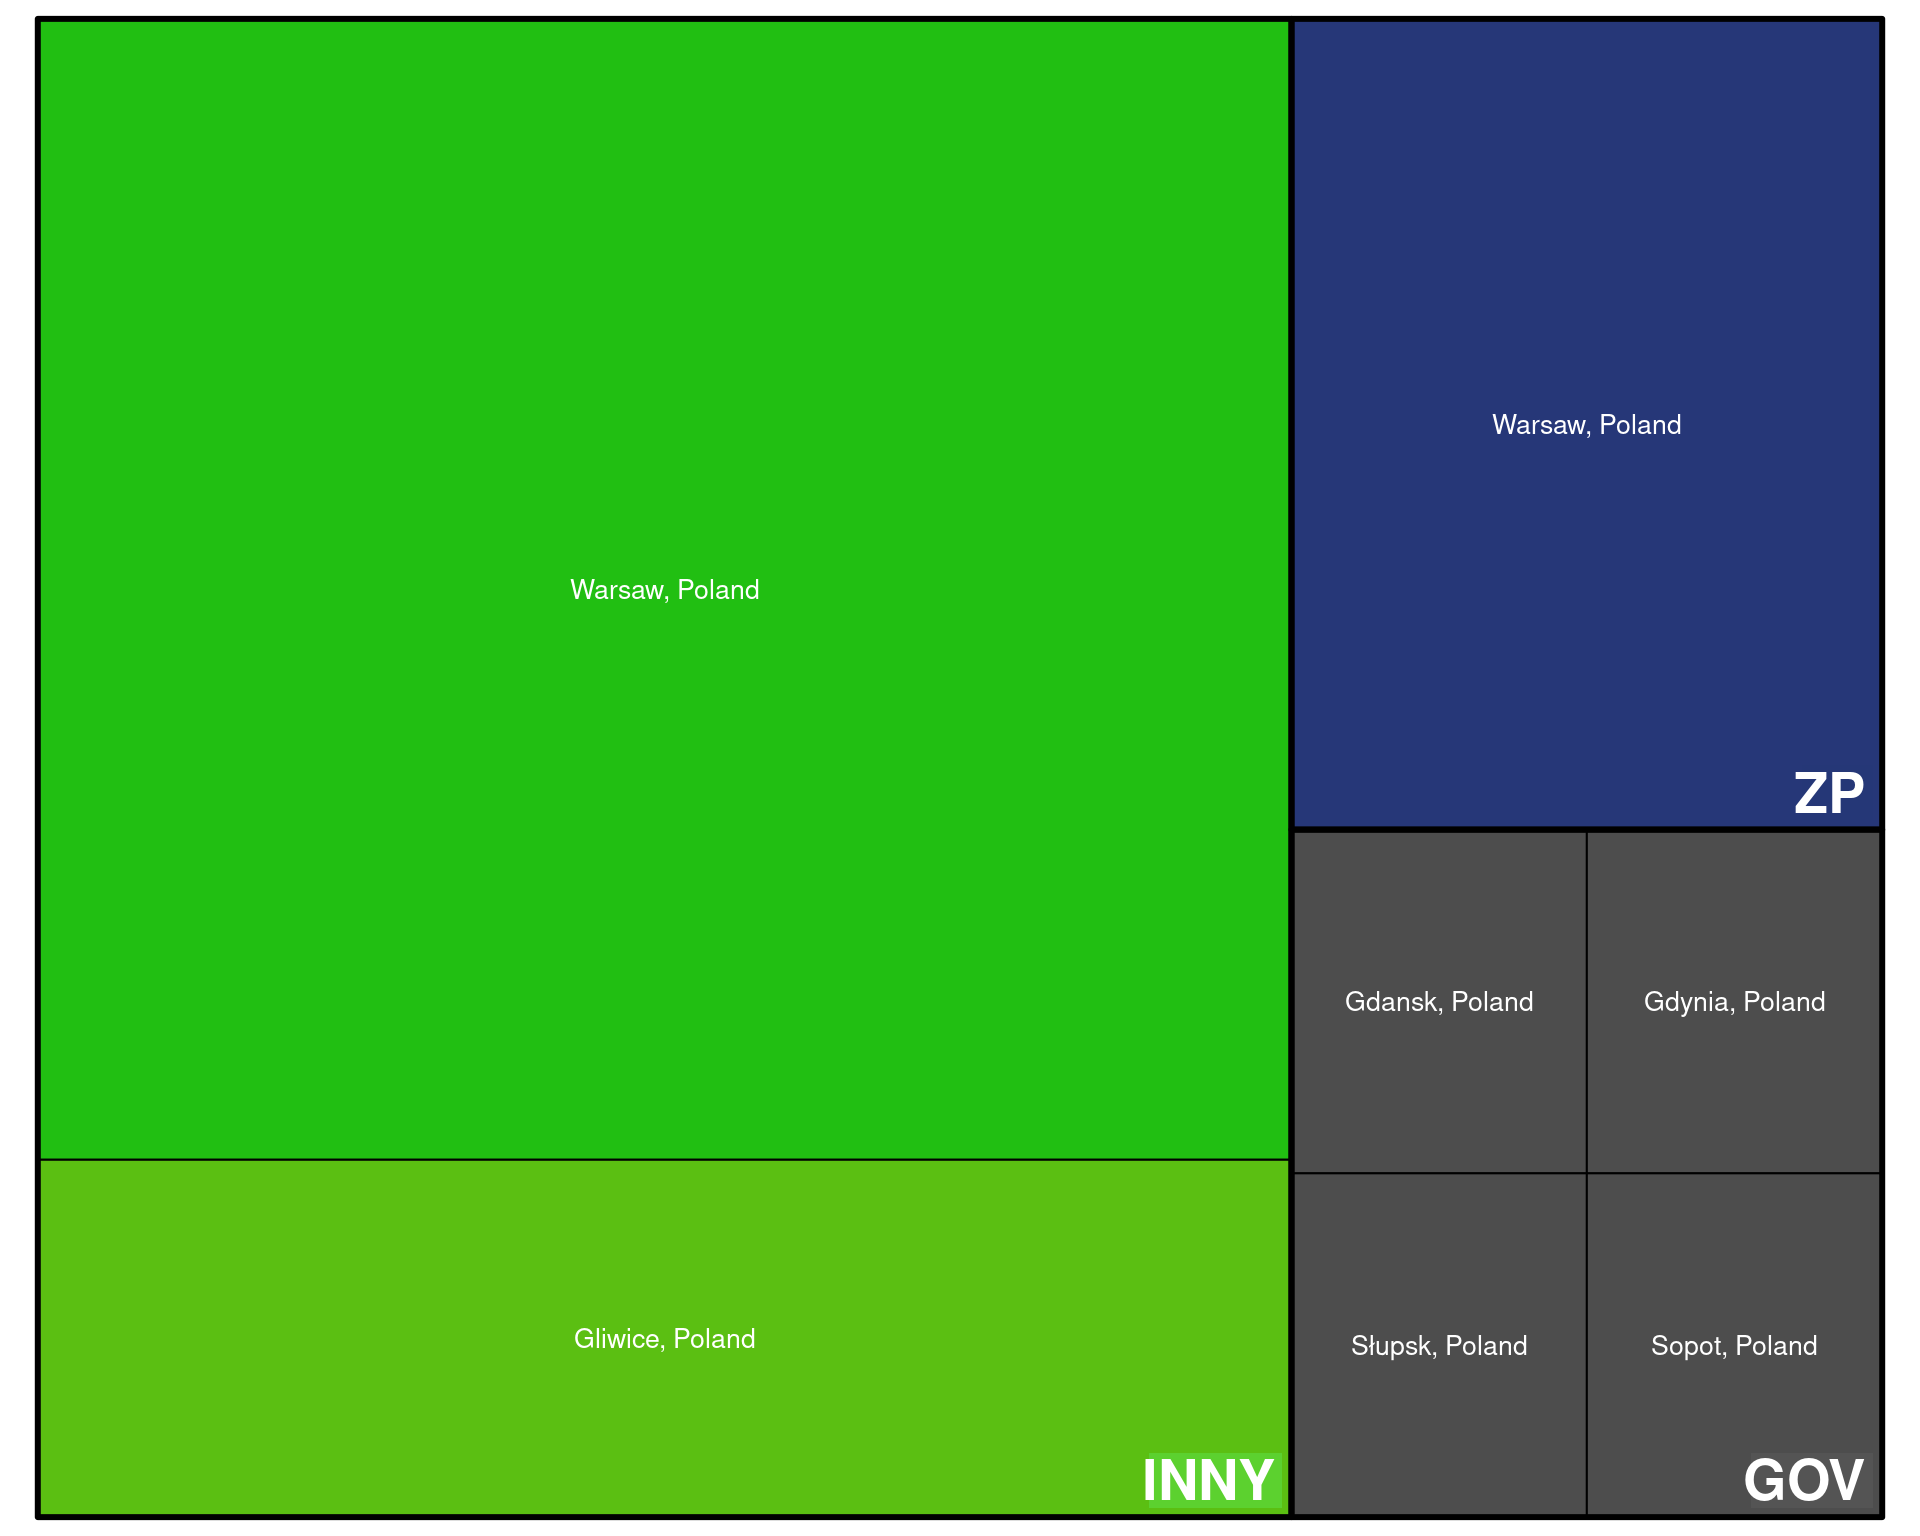 Warsaw, Poland
Gliwice, Poland
INNY
Warsaw, Poland
ZP
Gdansk, Poland
Gdynia, Poland
Słupsk, Poland
Sopot, Poland
GOV